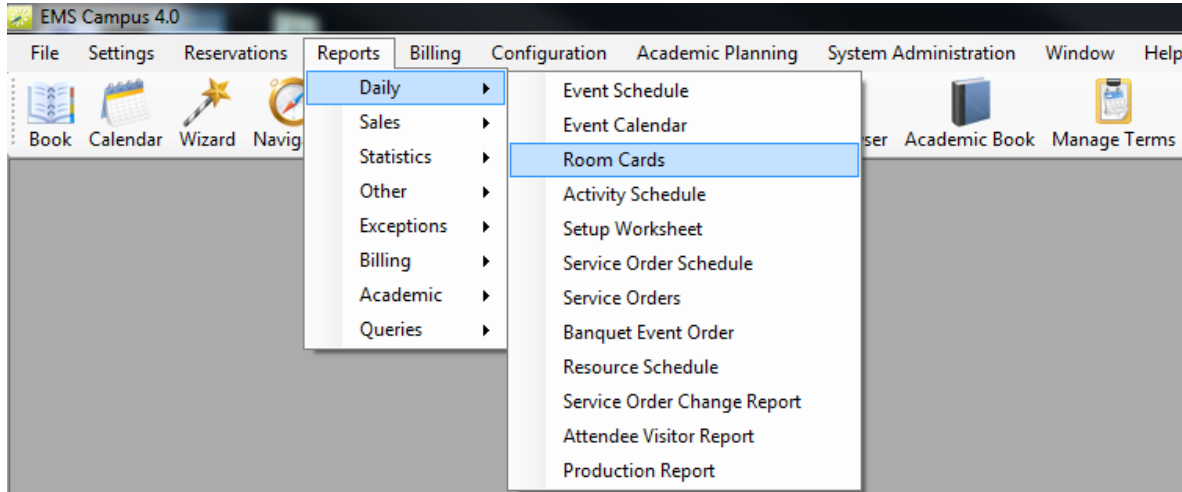 EMS Campus 4.0
File Settings Reservations Reports Billing Configuration Academic Planning System Administration Window Help
Book Calendar Wizard Navig ser Academic Book Manage Terms
Daily
Sales
Statistics
Other
Exceptions
Billing
Academic
Queries
Event Schedule
Event Calendar
Room Cards
Activity Schedule
Setup Worksheet
Service Order Schedule
Service Orders
Banquet Event Order
Resource Schedule
Service Order Change Report
Attendee Visitor Report
Production Report